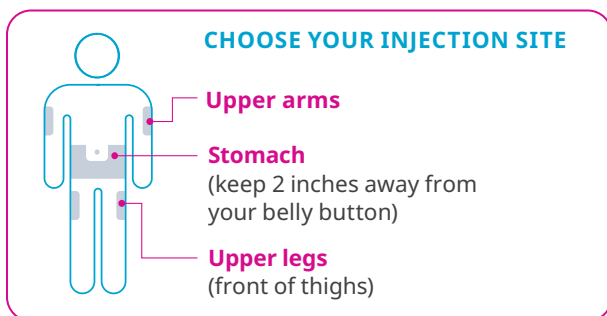 CHOOSE YOUR INJECTION SITE
Upper arms
Stomach
(keep 2 inches away from
your belly button)
Upper legs
(front of thighs)